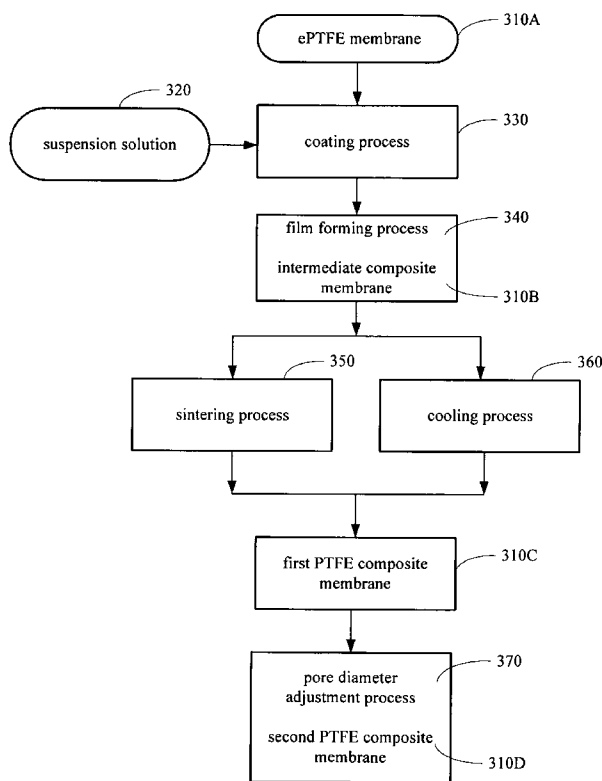 ePTFE membrane
310A
320
suspension solution
coating process
330
film forming process
340
intermediate composite
membrane
310B
350
360
sintering process
cooling process
first PTFE composite
membrane
310C
pore diameter
adjustment process
370
second PTFE composite
membrane
310D